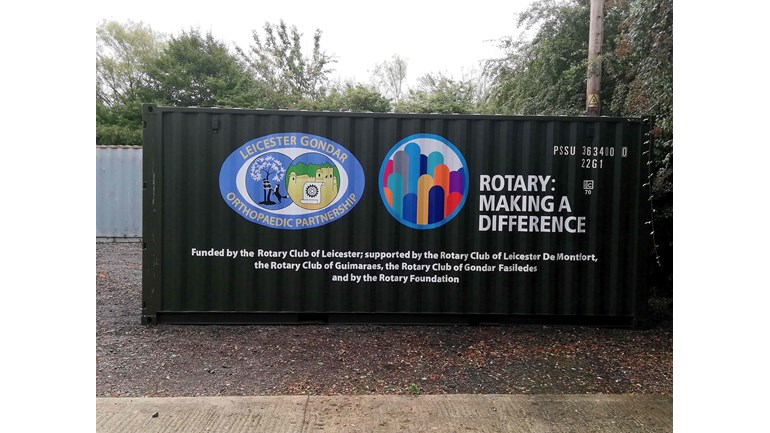 LEICESTER GONDAR
ORTHOPAEDIC PARTNERSHIP
ROTARY:
MAKING A
DIFFERENCE
PSSU 363400 0
22G1
70
Funded by the Rotary Club of Leicester; supported by the Rotary Club of Leicester De Montfort,
the Rotary Club of Guimaraes, the Rotary Club of Gondar Fasiledes
and by the Rotary Foundation